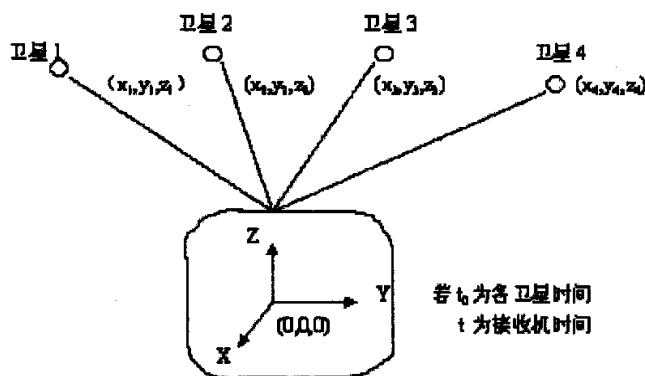 卫星1
卫星2
卫星3
卫星4
(x₁,y₁,z₁)
(x₂,y₂,z₂)
(x₃,y₃,z₃)
(x₄,y₄,z₄)
Z
Y
(0,0,0)
X
若t₀为各卫星时间
t为接收机时间